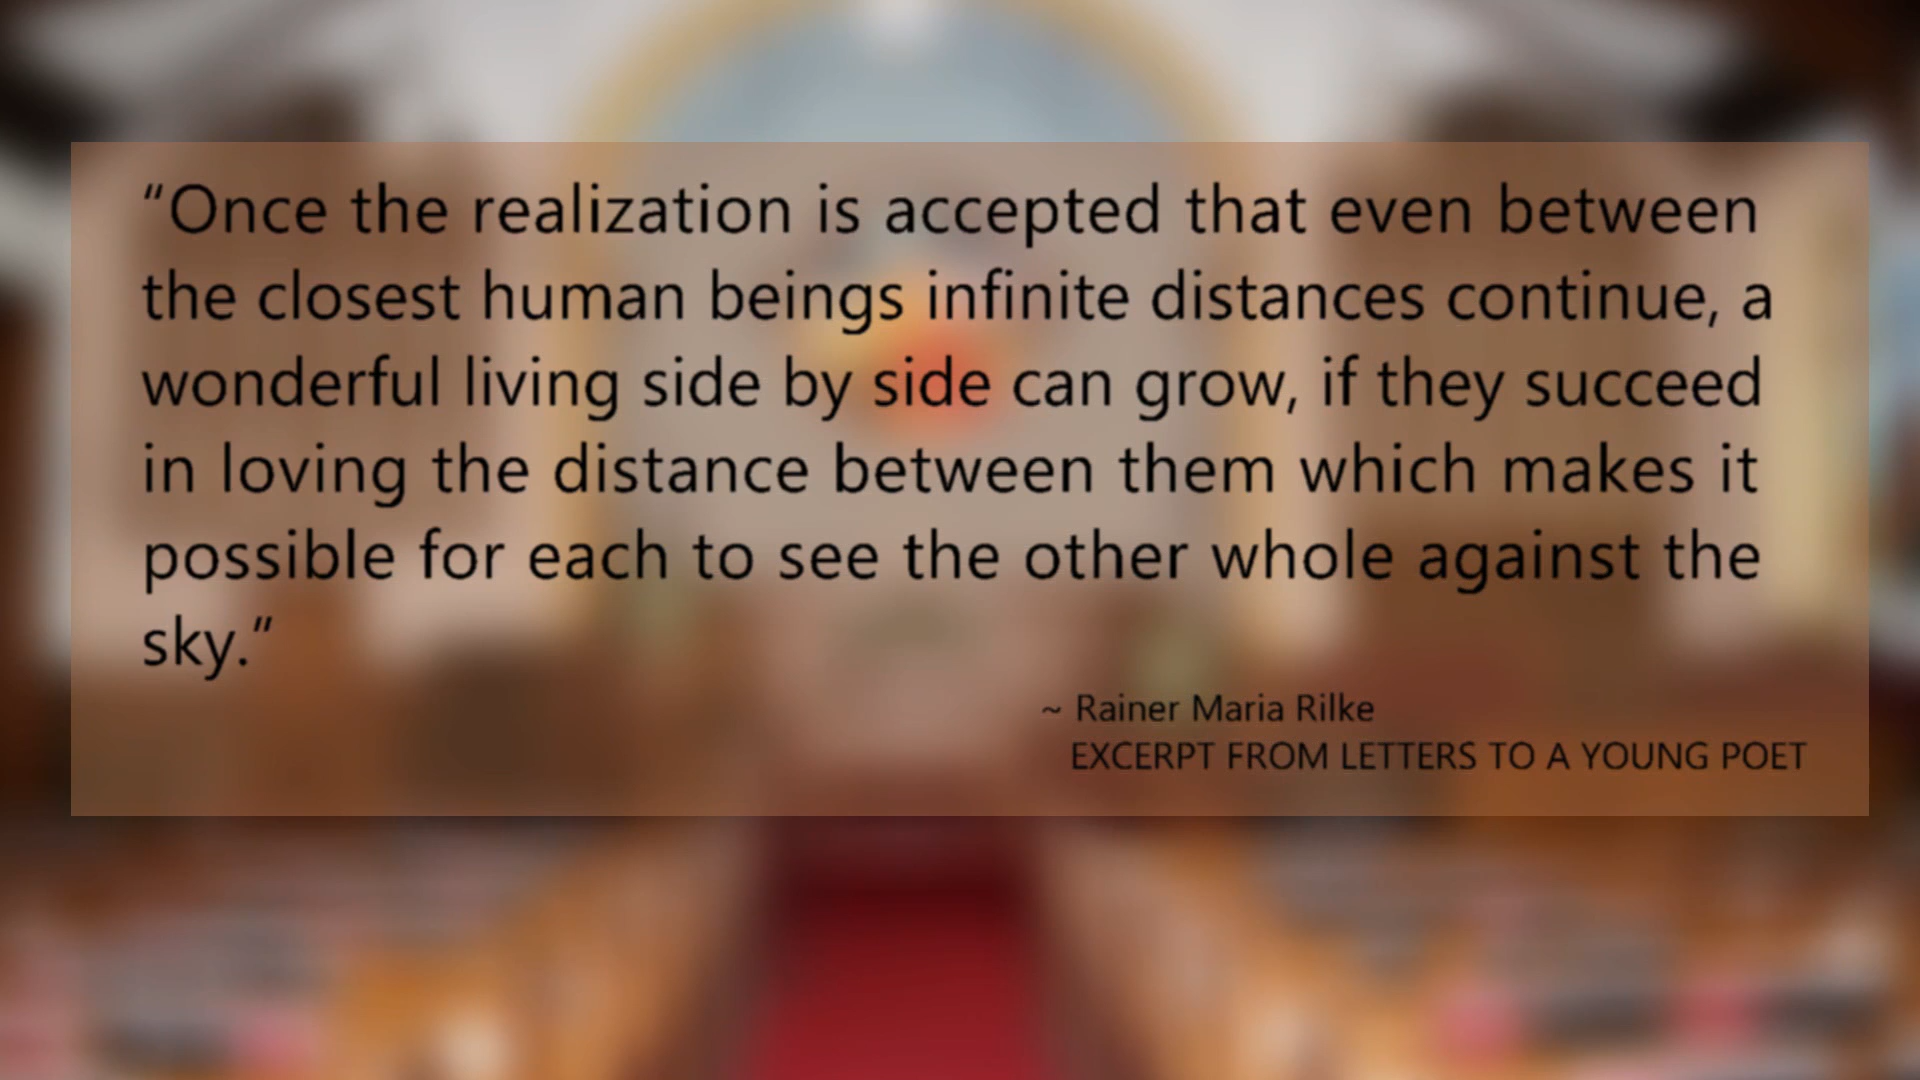 “Once the realization is accepted that even between
the closest human beings infinite distances continue, a
wonderful living side by side can grow, if they succeed
in loving the distance between them which makes it
possible for each to see the other whole against the
sky.”
~ Rainer Maria Rilke
EXCERPT FROM LETTERS TO A YOUNG POET